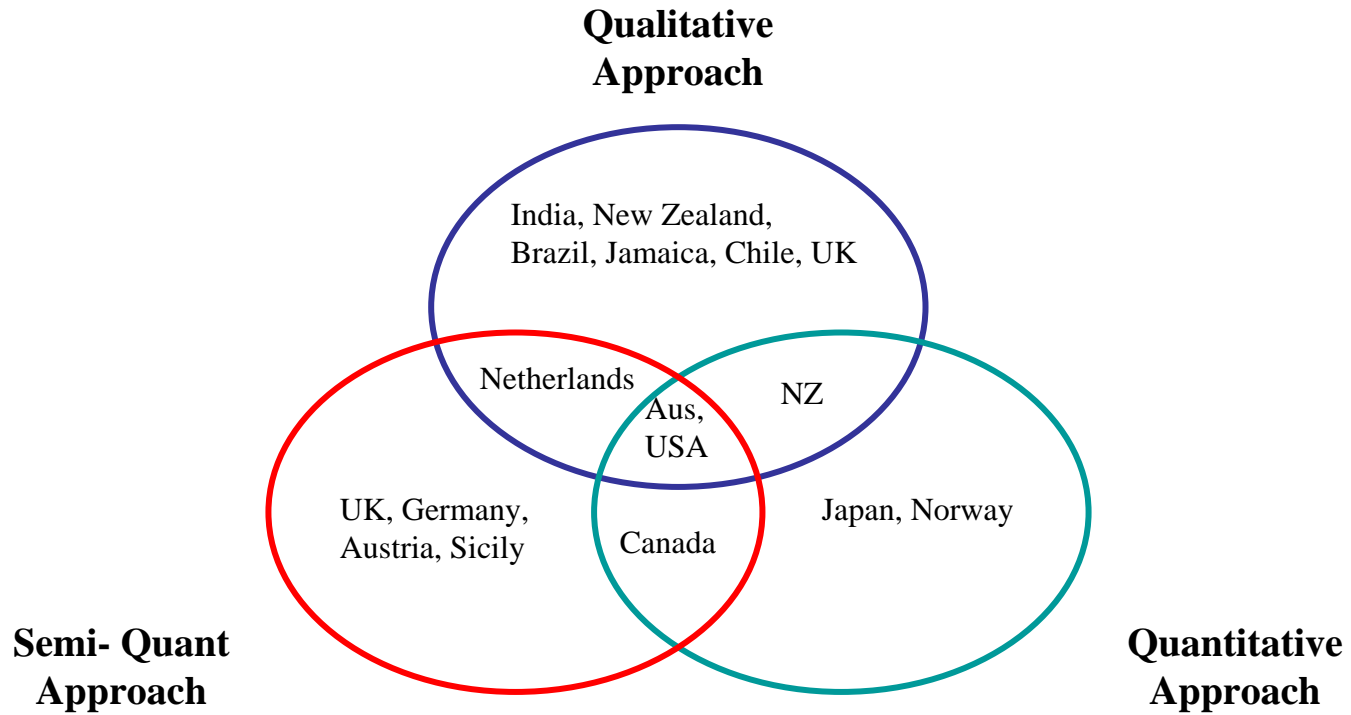 Qualitative
Approach
India, New Zealand,
Brazil, Jamaica, Chile, UK
Netherlands
NZ
Aus,
USA
UK, Germany,
Austria, Sicily
Canada
Japan, Norway
Semi- Quant
Approach
Quantitative
Approach